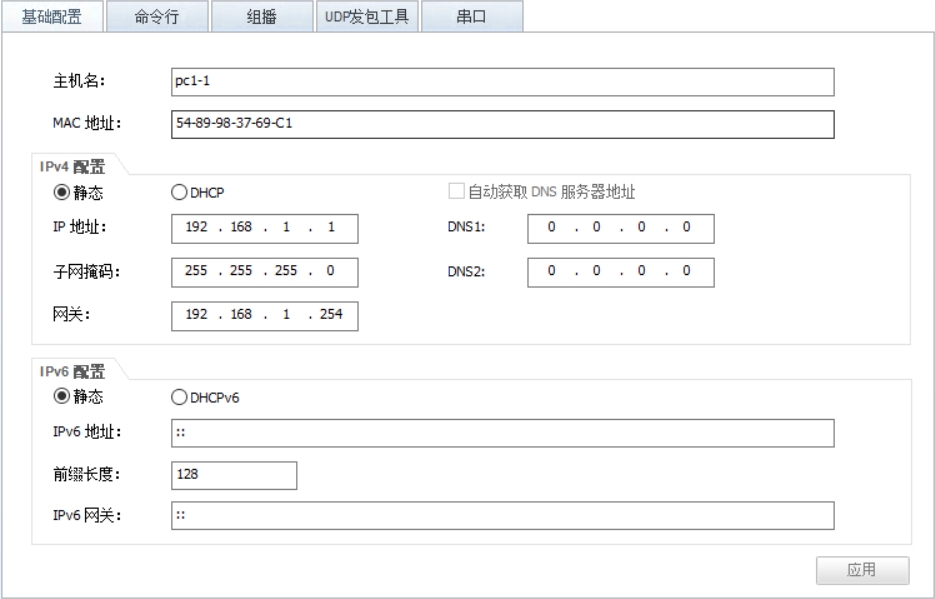 基础配置 命令行 组播 UDP发包工具 串口
主机名： pc1-1
MAC 地址： 54-89-98-37-69-C1
IPv4 配置
静态 DHCP 自动获取 DNS 服务器地址
IP 地址： 192 . 168 . 1 . 1 DNS1: 0 . 0 . 0 . 0
子网掩码： 255 . 255 . 255 . 0 DNS2: 0 . 0 . 0 . 0
网关： 192 . 168 . 1 . 254
IPv6 配置
静态 DHCPv6
IPv6 地址： ::
前缀长度： 128
IPv6 网关： ::
应用